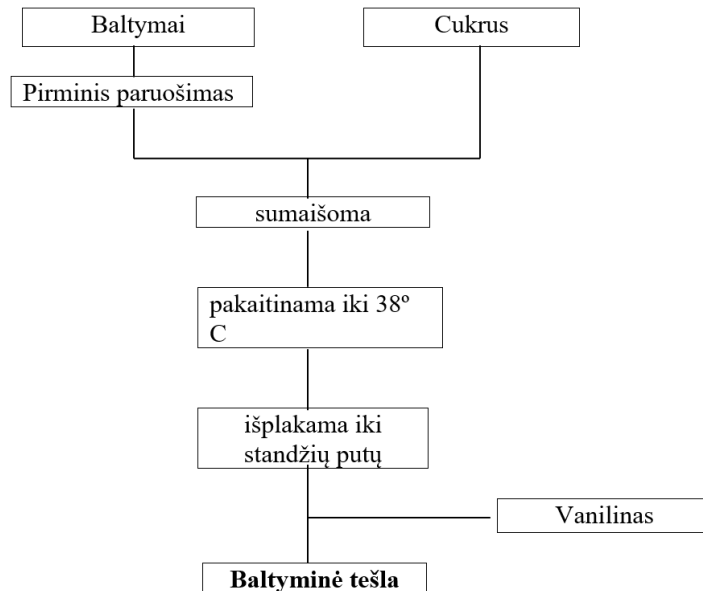 Baltymai
Cukrus
Pirminis paruošimas
sumaišoma
pakaitinama iki 38º
C
išplakama iki
standžių putų
Vanilinas
Baltyminė tešla